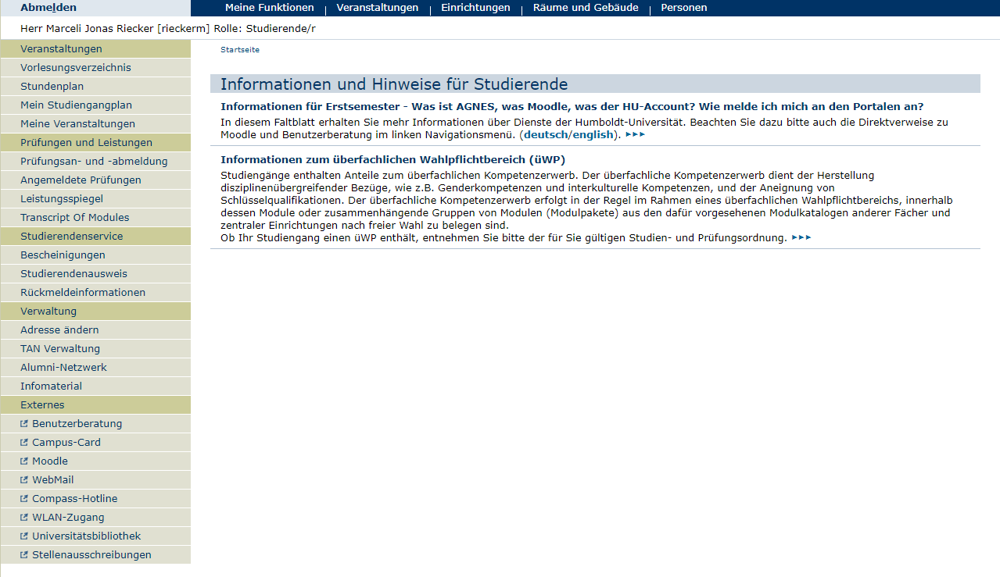 Abmelden
Meine Funktionen | Veranstaltungen | Einrichtungen | Räume und Gebäude | Personen
Herr Marceli Jonas Riecker [rieckerm] Rolle: Studierende/r
Veranstaltungen
Vorlesungsverzeichnis
Stundenplan
Mein Studiengangplan
Meine Veranstaltungen
Prüfungen und Leistungen
Prüfungsan- und -abmeldung
Angemeldete Prüfungen
Leistungsspiegel
Transcript Of Modules
Studierendenservice
Bescheinigungen
Studierendenausweis
Rückmeldeinformationen
Verwaltung
Adresse ändern
TAN Verwaltung
Alumni-Netzwerk
Infomaterial
Externes
Benutzerberatung
Campus-Card
Moodle
WebMail
Compass-Hotline
WLAN-Zugang
Universitätsbibliothek
Stellenausschreibungen
Startseite
Informationen und Hinweise für Studierende
Informationen für Erstsemester - Was ist AGNES, was Moodle, was der HU-Account? Wie melde ich mich an den Portalen an?
In diesem Faltblatt erhalten Sie mehr Informationen über Dienste der Humboldt-Universität. Beachten Sie dazu bitte auch die Direktverweise zu
Moodle und Benutzerberatung im linken Navigationsmenü. (deutsch/english). ►►►
Informationen zum überfachlichen Wahlpflichtbereich (üWP)
Studiengänge enthalten Anteile zum überfachlichen Kompetenzerwerb. Der überfachliche Kompetenzerwerb dient der Herstellung
disziplinenübergreifender Bezüge, wie z.B. Genderkompetenzen und interkulturelle Kompetenzen, und der Aneignung von
Schlüsselqualifikationen. Der überfachliche Kompetenzerwerb erfolgt in der Regel im Rahmen eines überfachlichen Wahlpflichtbereichs, innerhalb
dessen Module oder zusammenhängende Gruppen von Modulen (Modulpakete) aus den dafür vorgesehenen Modulkatalogen anderer Fächer und
zentraler Einrichtungen nach freier Wahl zu belegen sind.
Ob Ihr Studiengang einen üWP enthält, entnehmen Sie bitte der für Sie gültigen Studien- und Prüfungsordnung. ►►►